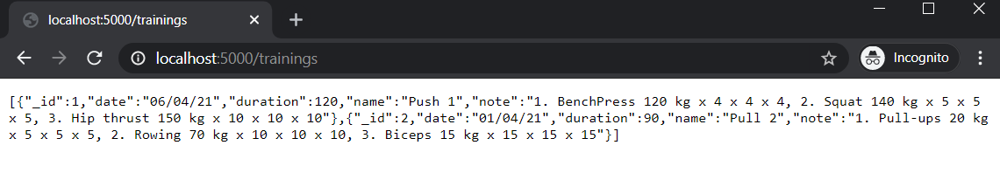 localhost:5000/trainings
localhost:5000/trainings
Incognito
[{"_id":1,"date":"06/04/21","duration":120,"name":"Push 1","note":"1. BenchPress 120 kg x 4 x 4 x 4, 2. Squat 140 kg x 5 x 5
x 5, 3. Hip thrust 150 kg x 10 x 10 x 10"},{"_id":2,"date":"01/04/21","duration":90,"name":"Pull 2","note":"1. Pull-ups 20 kg
x 5 x 5 x 5, 2. Rowing 70 kg x 10 x 10 x 10, 3. Biceps 15 kg x 15 x 15 x 15"}]